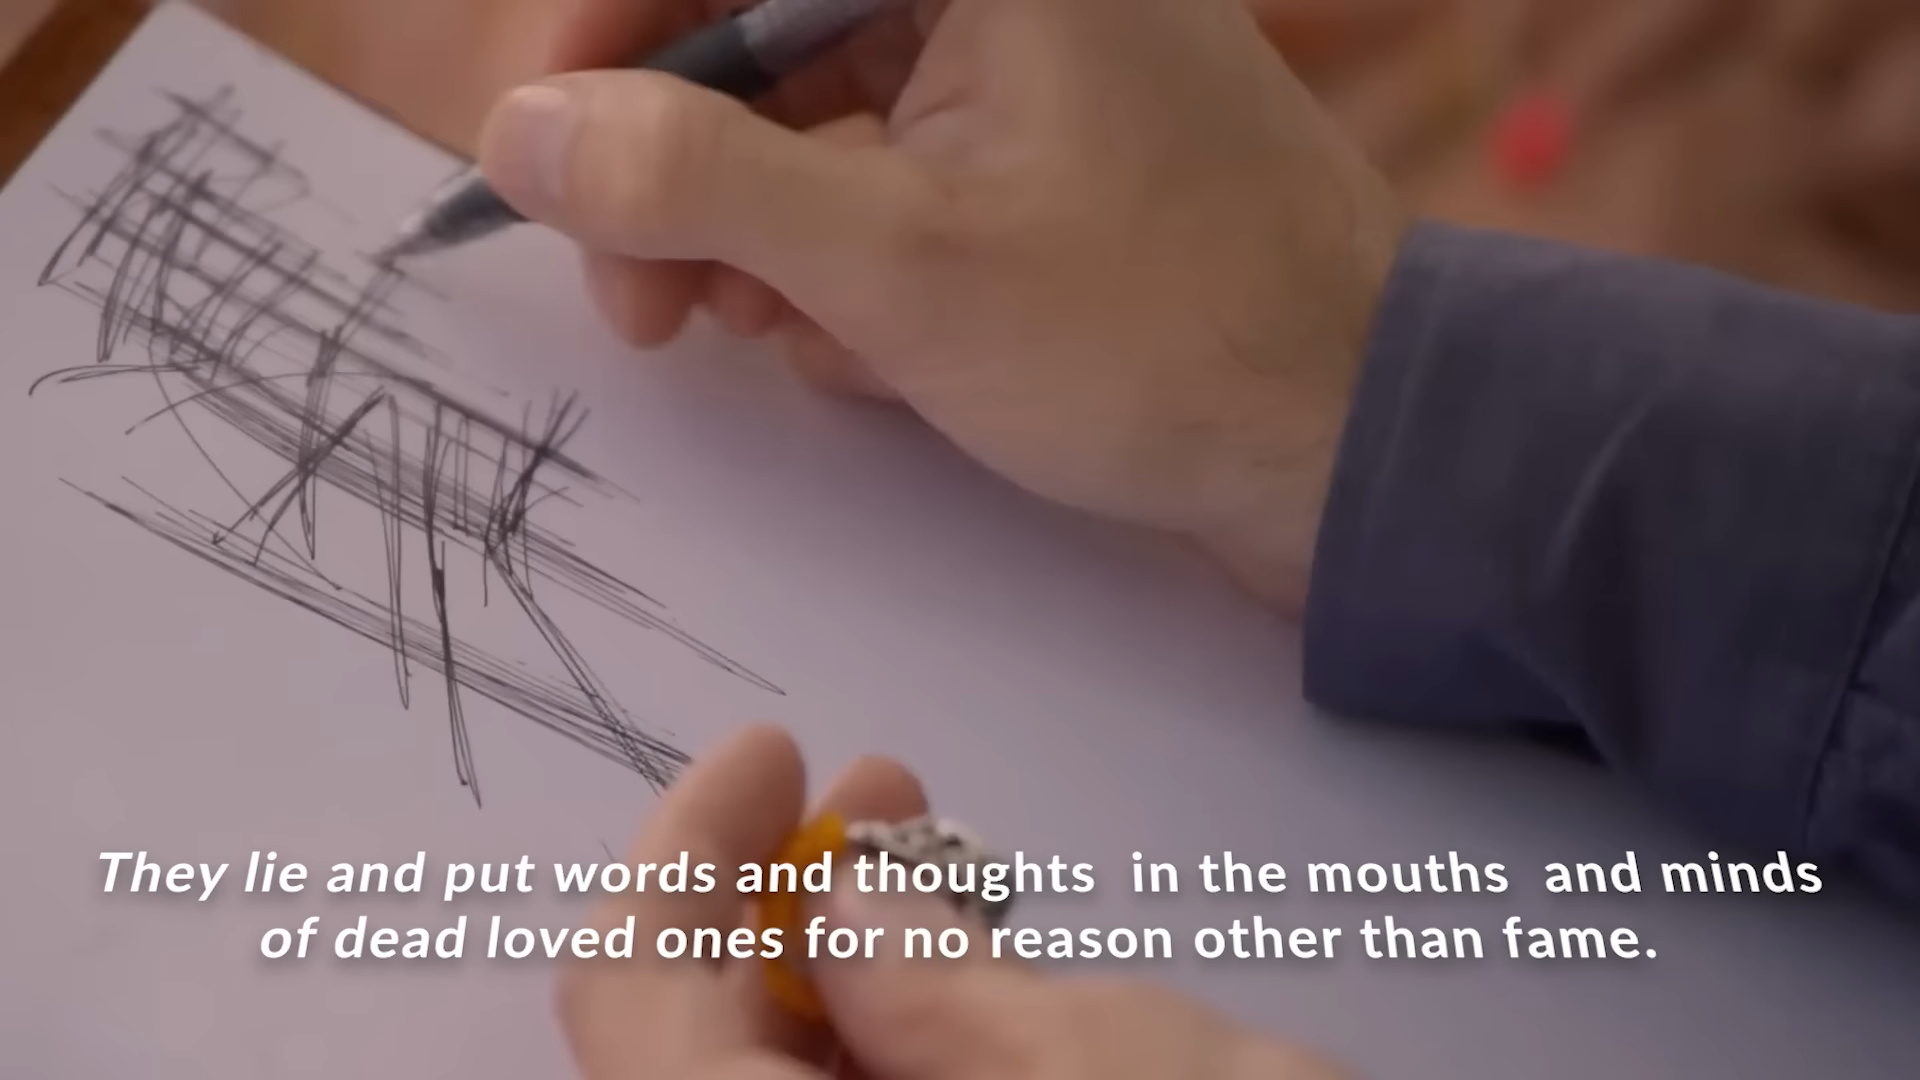 They lie and put words and thoughts in the mouths and minds
of dead loved ones for no reason other than fame.